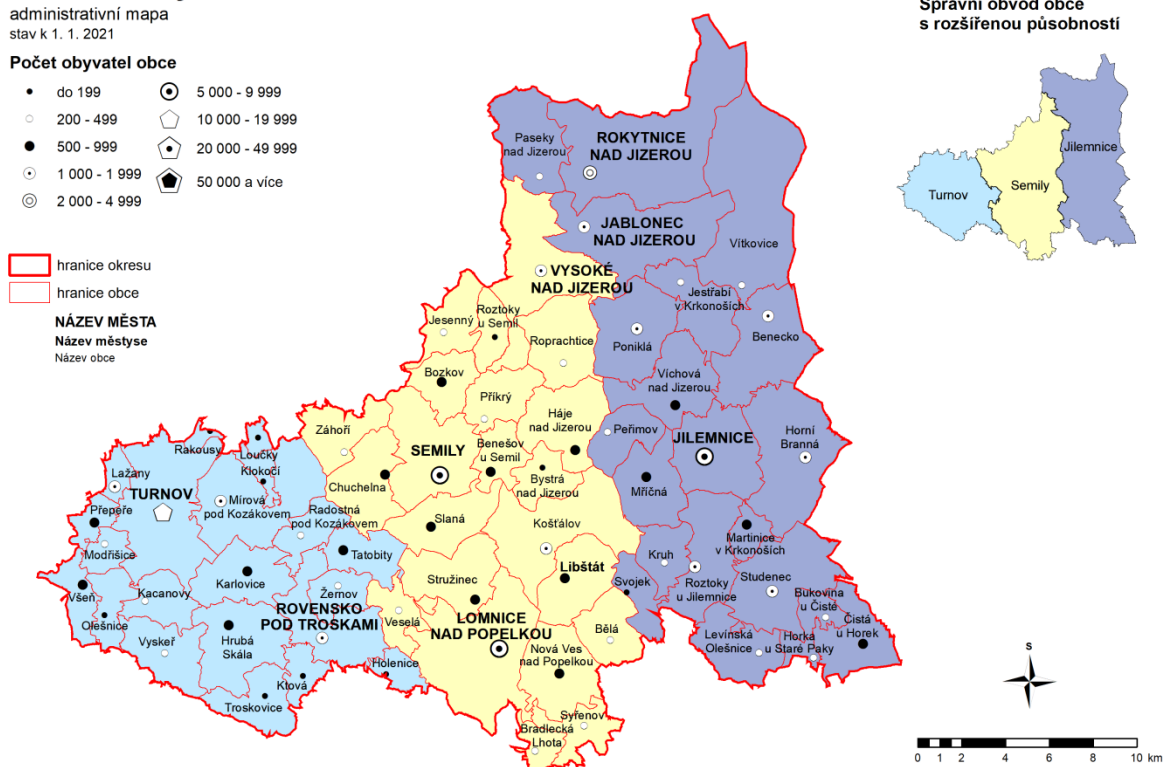 administrativní mapa
stav k 1. 1. 2021
Počet obyvatel obce
do 199
200 - 499
500 - 999
1 000 - 1 999
2 000 - 4 999
5 000 - 9 999
10 000 - 19 999
20 000 - 49 999
50 000 a více
hranice okresu
hranice obce
NÁZEV MĚSTA
Název městyse
Název obce
Správní obvod obce
s rozšířenou působností
Jilemnice
Semily
Turnov
Paseky
nad Jizerou
ROKYTNICE
NAD JIZEROU
JABLONEC
NAD JIZEROU
Vítkovice
VYSOKÉ
NAD JIZEROU
Jestřabí
v Krkonoších
Benecko
Poniklá
Jesenný
Roztoky
u Semil
Roprachtice
Bozkov
Příkrý
Víchová
nad Jizerou
Háje
nad Jizerou
Peřimov
JILEMNICE
Horní
Branná
Záhoří
SEMILY
Benešov
u Semil
Bystrá
nad Jizerou
Chuchelna
Mříčná
Rakousy
Loučky
Klokočí
Lažany
TURNOV
Mírová
pod Kozákovem
Radostná
pod Kozákovem
Přepeře
Modřišice
Tatobity
Slaná
Košťálov
Martinice
v Krkonoších
Kruh
Roztoky
u Jilemnice
Studenec
Bukovina
u Čisté
Čistá
u Horek
Svojek
Libštát
Stružinec
Všeň
Karlovice
Kacanovy
Žernov
Olešnice
ROVENSKO
POD TROSKAMI
Veselá
LOMNICE
NAD POPELKOU
Bělá
Levínská
Olešnice
Horka
u Staré Paky
Vyskeř
Hrubá
Skála
Nová Ves
nad Popelkou
Holenice
Ktová
Troskovice
Syřenov
Bradlecká
Lhota
S
0 1 2 4 6 8 10 km